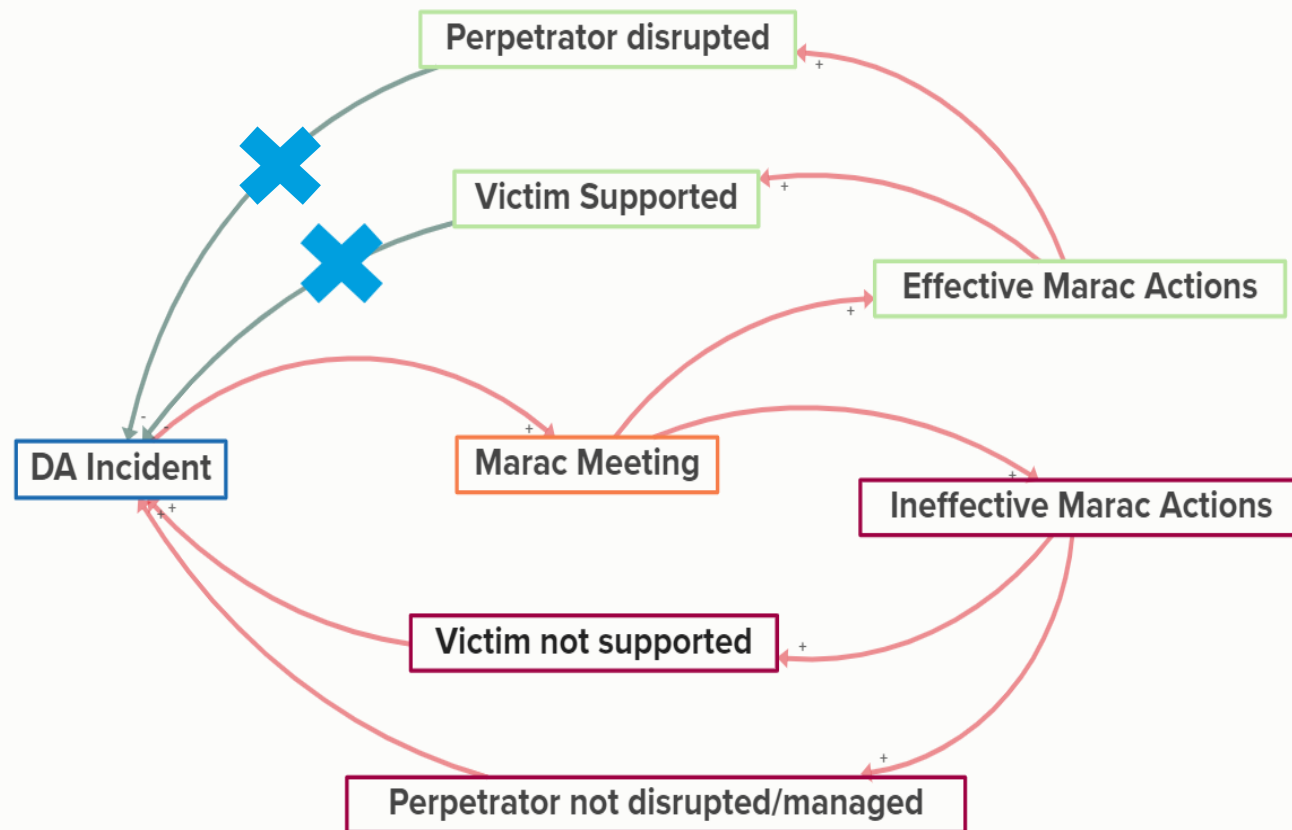 Perpetrator disrupted
+
Victim Supported
+
Effective Marac Actions
+
-
-
+
DA Incident
Marac Meeting
+
Ineffective Marac Actions
+
+
Victim not supported
+
+
Perpetrator not disrupted/managed